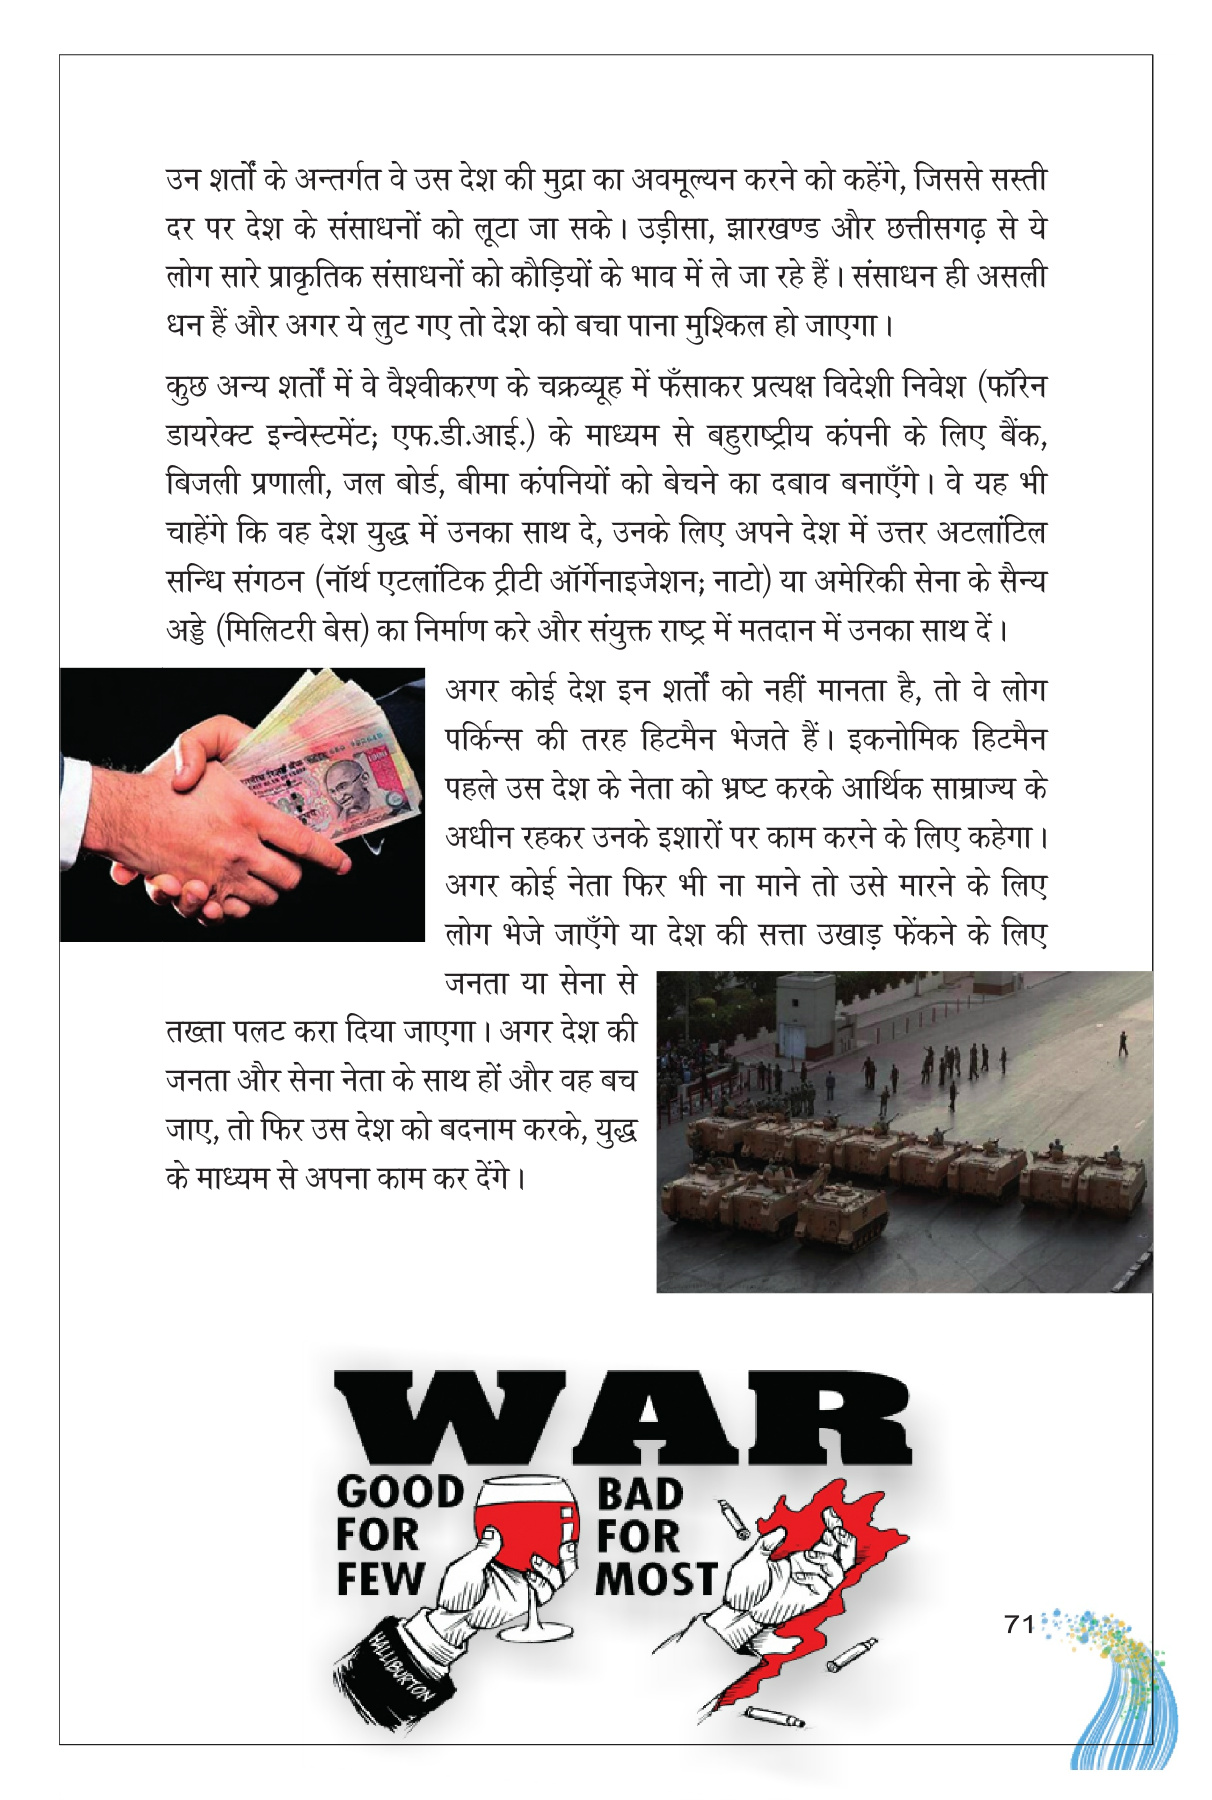 उन शर्तों के अन्तर्गत वे उस देश की मुद्रा का अवमूल्यन करने को कहेंगे, जिससे सस्ती
दर पर देश के संसाधनों को लूटा जा सके। उड़ीसा, झारखण्ड और छत्तीसगढ़ से ये
लोग सारे प्राकृतिक संसाधनों को कौड़ियों के भाव में ले जा रहे हैं। संसाधन ही असली
धन हैं और अगर ये लुट गए तो देश को बचा पाना मुश्किल हो जाएगा।
कुछ अन्य शर्तों में वे वैश्वीकरण के चक्रव्यूह में फँसाकर प्रत्यक्ष विदेशी निवेश (फॉरेन
डायरेक्ट इन्वेस्टमेंट; एफ.डी.आई.) के माध्यम से बहुराष्ट्रीय कंपनी के लिए बैंक,
बिजली प्रणाली, जल बोर्ड, बीमा कंपनियों को बेचने का दबाव बनाएँगे। वे यह भी
चाहेंगे कि वह देश युद्ध में उनका साथ दे, उनके लिए अपने देश में उत्तर अटलांटिल
सन्धि संगठन (नॉर्थ एटलांटिक ट्रीटी ऑर्गेनाइजेशन; नाटो) या अमेरिकी सेना के सैन्य
अड्डे (मिलिटरी बेस) का निर्माण करे और संयुक्त राष्ट्र में मतदान में उनका साथ दें।
अगर कोई देश इन शर्तों को नहीं मानता है, तो वे लोग
पर्किन्स की तरह हिटमैन भेजते हैं। इकनोमिक हिटमैन
पहले उस देश के नेता को भ्रष्ट करके आर्थिक साम्राज्य के
अधीन रहकर उनके इशारों पर काम करने के लिए कहेगा।
अगर कोई नेता फिर भी ना माने तो उसे मारने के लिए
लोग भेजे जाएँगे या देश की सत्ता उखाड़ फेंकने के लिए
जनता या सेना से
तख्ता पलट करा दिया जाएगा। अगर देश की
जनता और सेना नेता के साथ हों और वह बच
जाए, तो फिर उस देश को बदनाम करके, युद्ध
के माध्यम से अपना काम कर देंगे।
1000
WAR
GOOD
FOR
FEW
BAD
FOR
MOST
HALLIBURTON
71